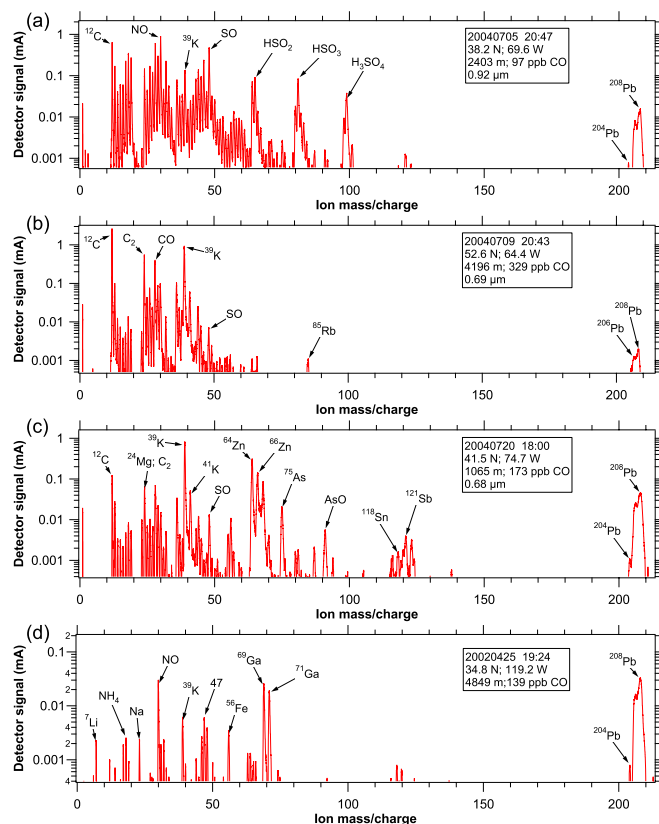 (a)
Detector signal (mA)
1
0.1
0.01
0.001
¹²C
NO
³⁹K
SO
HSO₂
HSO₃
H₃SO₄
20040705 20:47
38.2 N; 69.6 W
2403 m; 97 ppb CO
0.92 µm
²⁰⁸Pb
²⁰⁴Pb
0 50 100 150 200
Ion mass/charge
(b)
Detector signal (mA)
1
0.1
0.01
0.001
¹²C
C₂
CO
³⁹K
SO
⁸⁵Rb
20040709 20:43
52.6 N; 64.4 W
4196 m; 329 ppb CO
0.69 µm
²⁰⁸Pb
²⁰⁶Pb
0 50 100 150 200
Ion mass/charge
(c)
Detector signal (mA)
1
0.1
0.01
0.001
¹²C
²⁴Mg; C₂
³⁹K
⁴¹K
SO
⁶⁴Zn
⁶⁶Zn
⁷⁵As
AsO
¹¹⁸Sn
¹²¹Sb
20040720 18:00
41.5 N; 74.7 W
1065 m; 173 ppb CO
0.68 µm
²⁰⁸Pb
²⁰⁴Pb
0 50 100 150 200
Ion mass/charge
(d)
Detector signal (mA)
2
0.1
4
2
0.01
4
2
0.001
4
⁷Li
NH₄
Na
NO
³⁹K
47
⁵⁶Fe
⁶⁹Ga
⁷¹Ga
20020425 19:24
34.8 N; 119.2 W
4849 m;139 ppb CO
²⁰⁸Pb
²⁰⁴Pb
0 50 100 150 200
Ion mass/charge